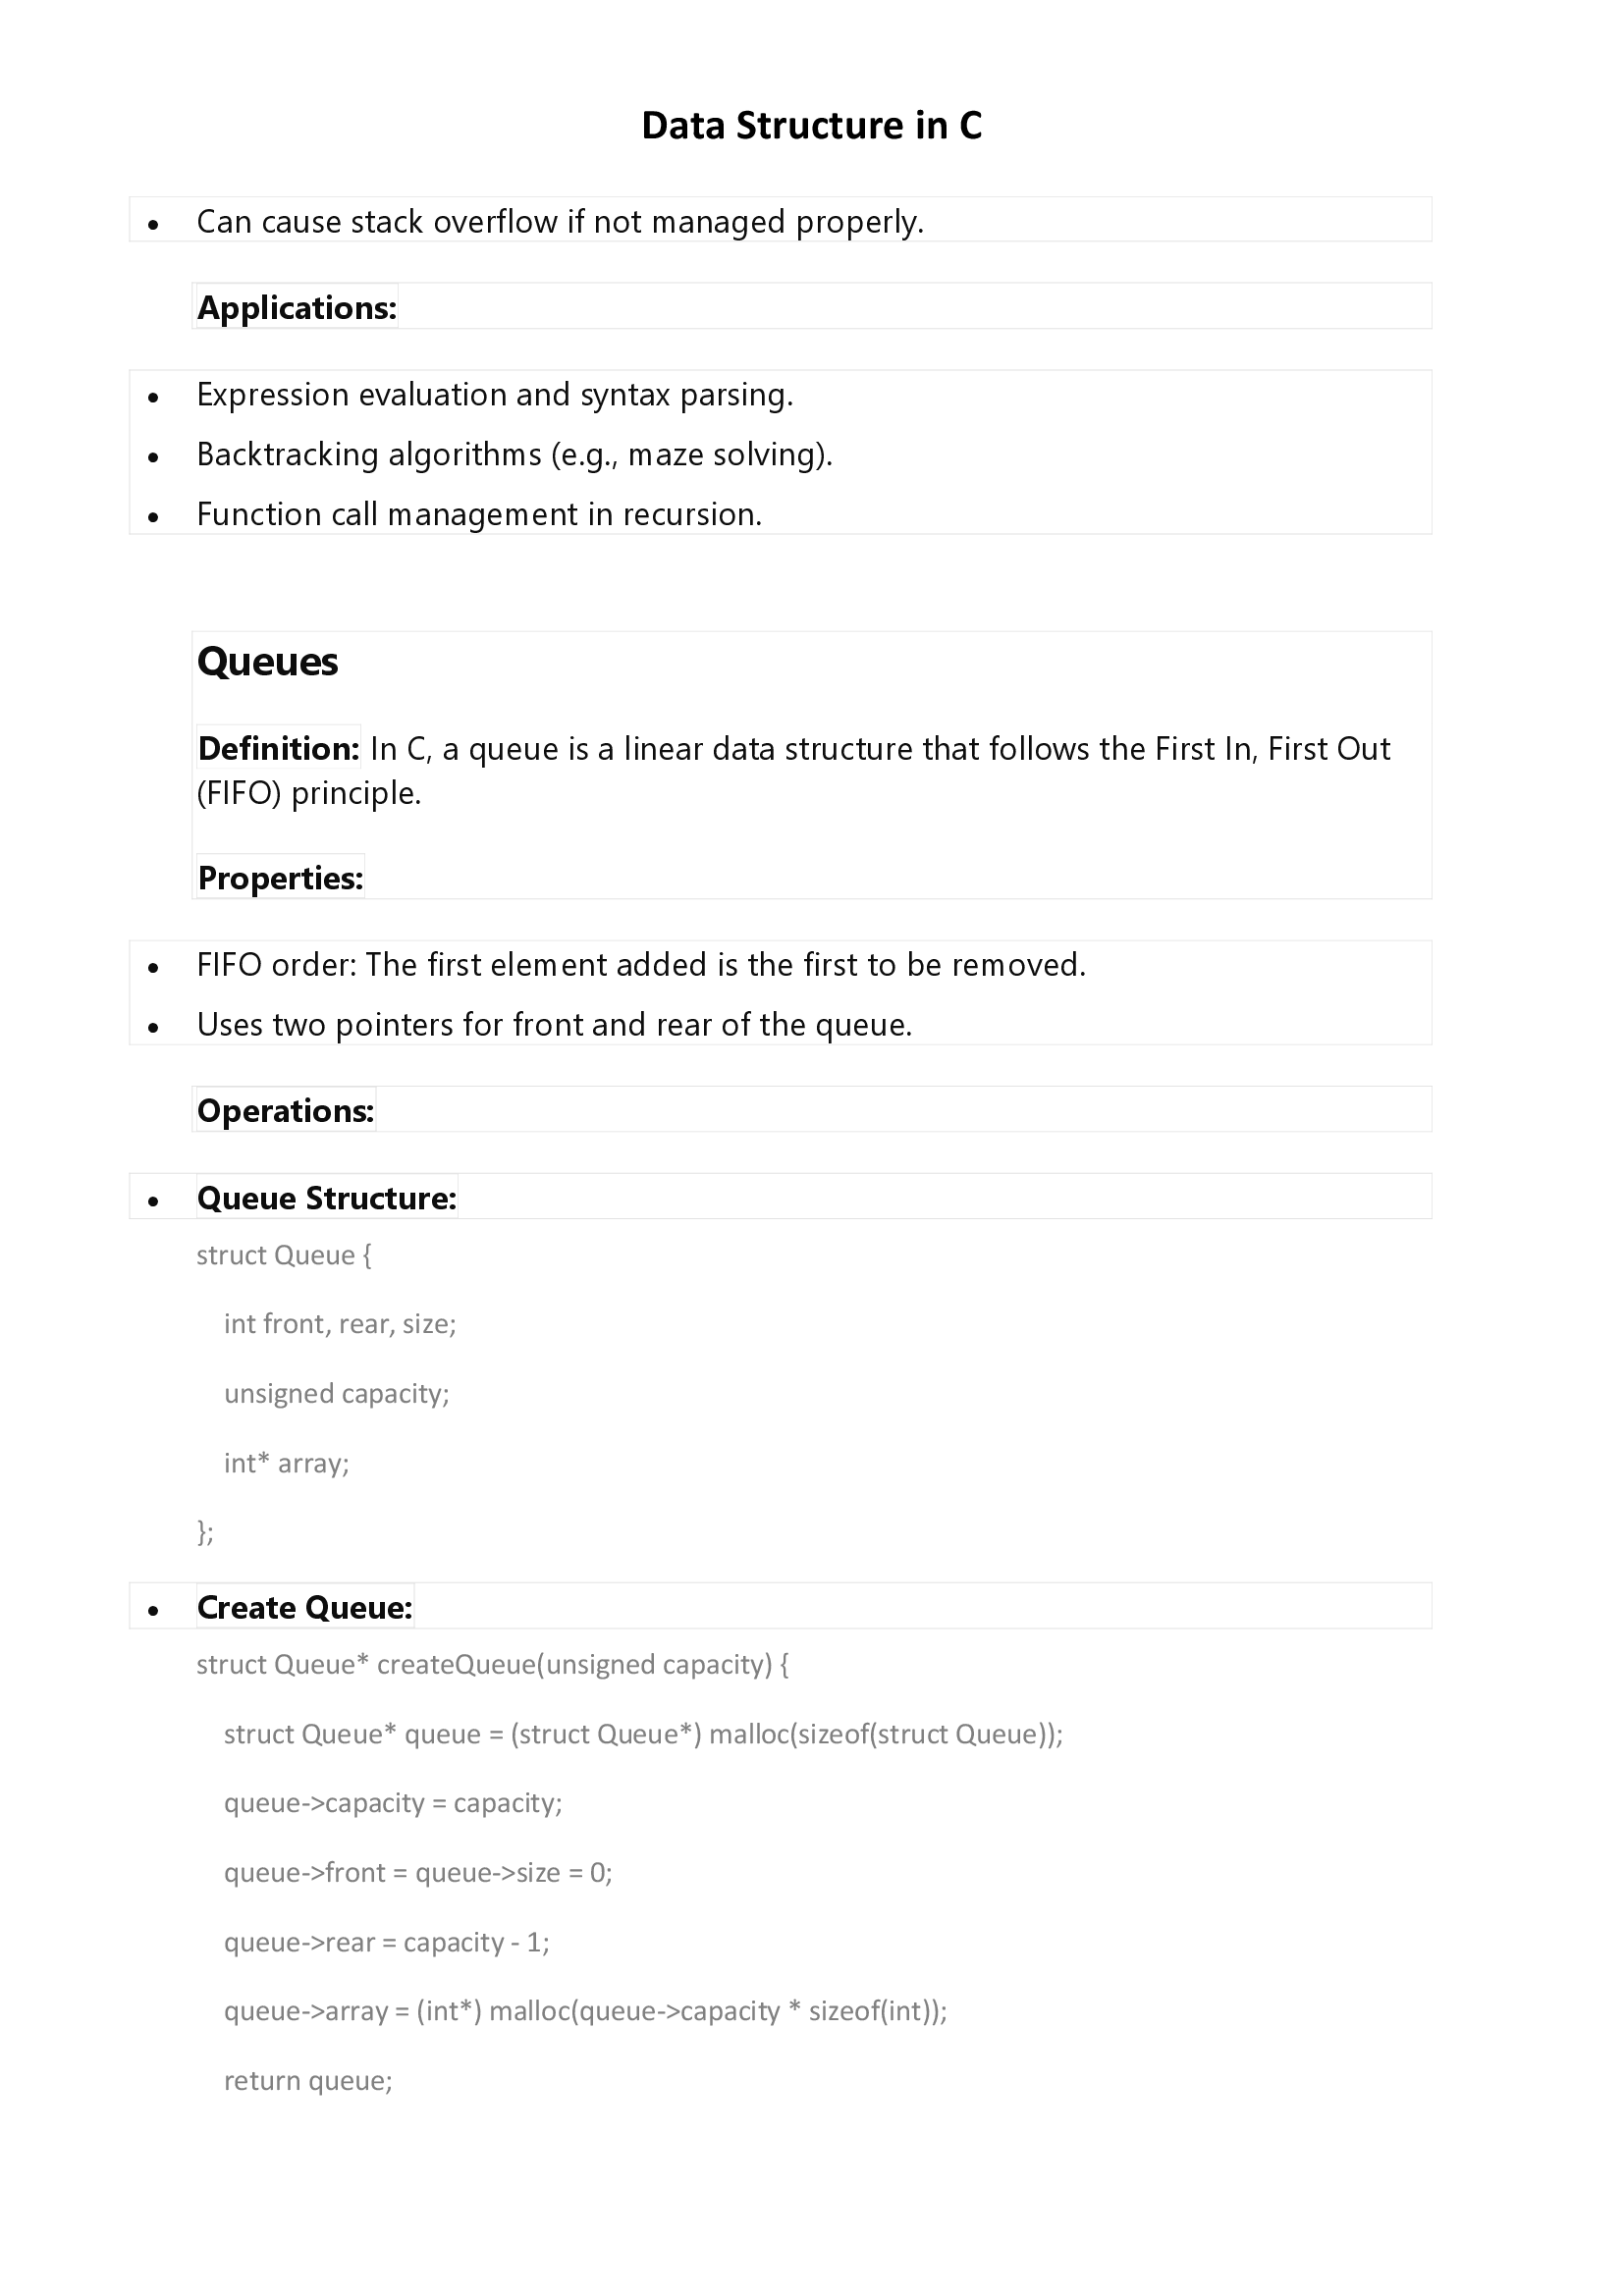 Data Structure in C
• Can cause stack overflow if not managed properly.
Applications:
• Expression evaluation and syntax parsing.
• Backtracking algorithms (e.g., maze solving).
• Function call management in recursion.
Queues
Definition: In C, a queue is a linear data structure that follows the First In, First Out
(FIFO) principle.
Properties:
• FIFO order: The first element added is the first to be removed.
• Uses two pointers for front and rear of the queue.
Operations:
• Queue Structure:
struct Queue {
int front, rear, size;
unsigned capacity;
int* array;
};
• Create Queue:
struct Queue* createQueue(unsigned capacity) {
struct Queue* queue = (struct Queue*) malloc(sizeof(struct Queue));
queue->capacity = capacity;
queue->front = queue->size = 0;
queue->rear = capacity - 1;
queue->array = (int*) malloc(queue->capacity * sizeof(int));
return queue;